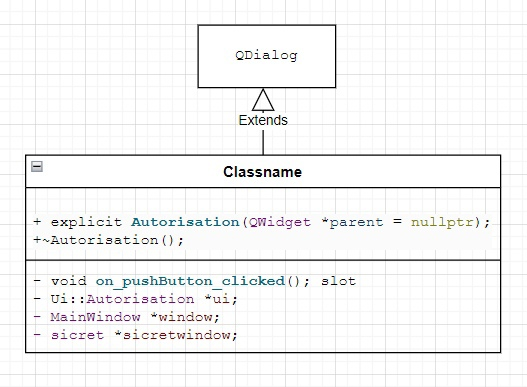 QDialog
Extends
Classname
+ explicit Autorisation(QWidget *parent = nullptr);
+~Autorisation();
- void on_pushButton_clicked(); slot
- Ui::Autorisation *ui;
- MainWindow *window;
- sicret *sicretwindow;